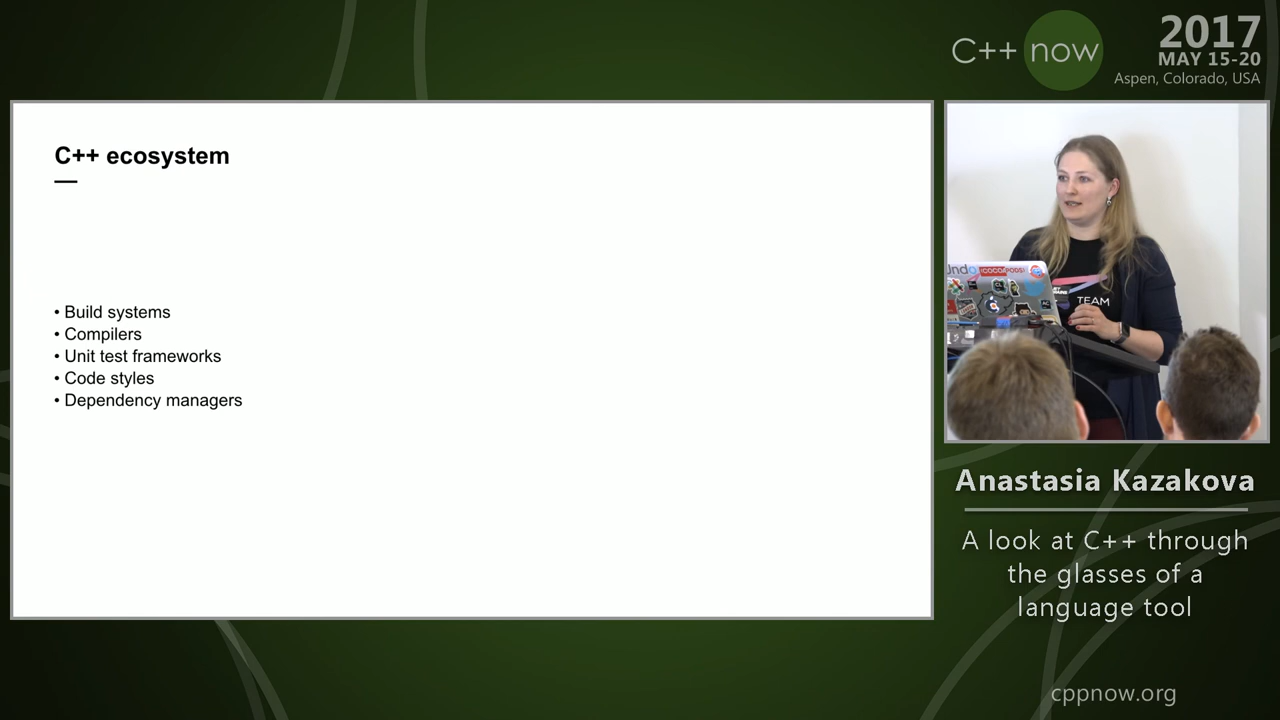 C++ now
2017
MAY 15-20
Aspen, Colorado, USA
C++ ecosystem
• Build systems
• Compilers
• Unit test frameworks
• Code styles
• Dependency managers
TEAM
Anastasia Kazakova
A look at C++ through
the glasses of a
language tool
cppnow.org